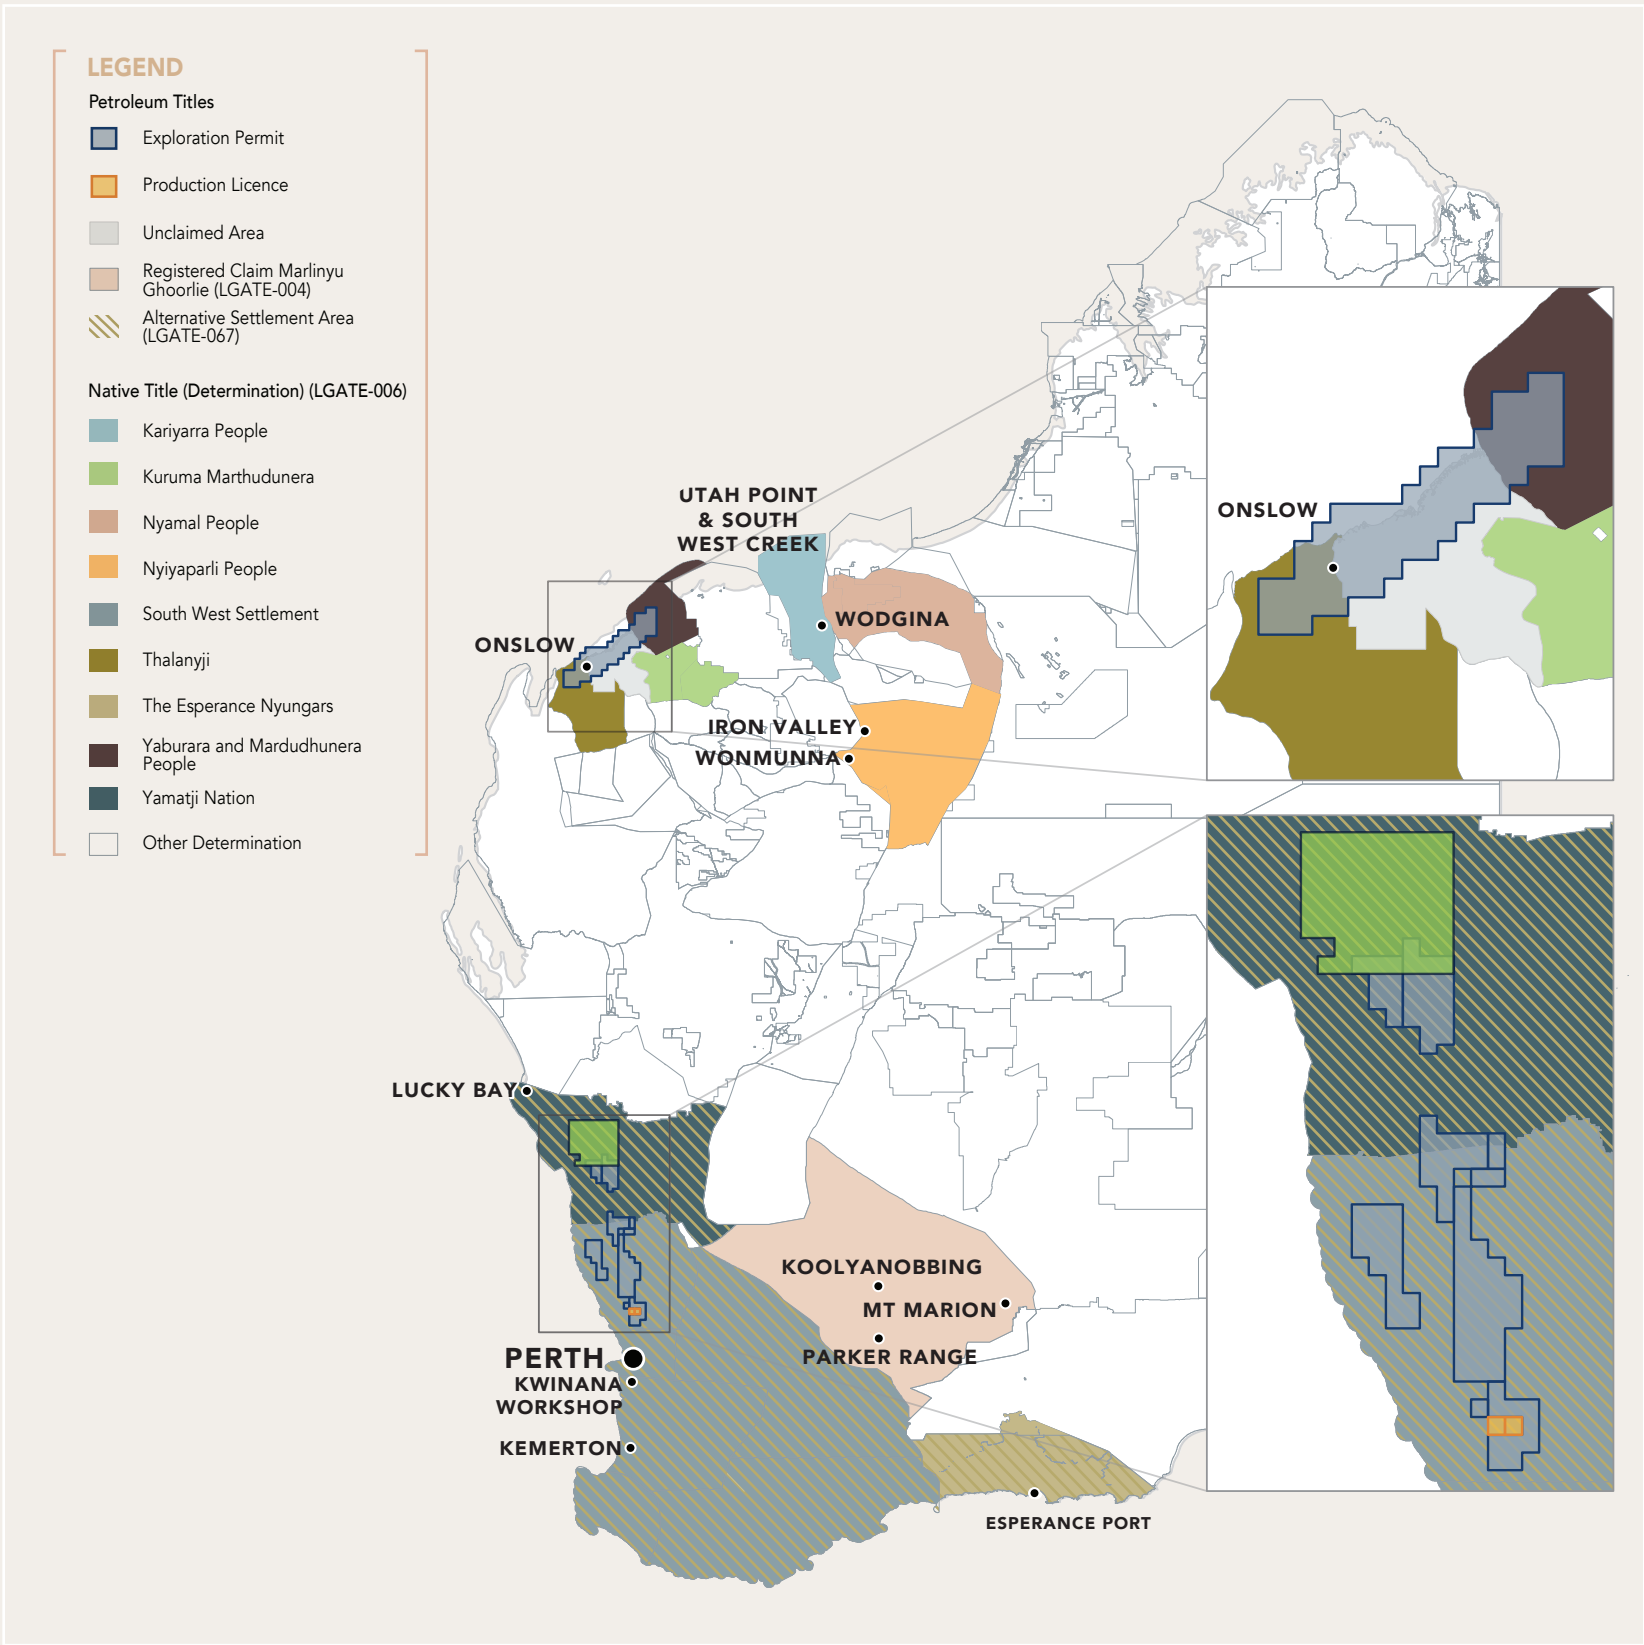 LEGEND
Petroleum Titles
Exploration Permit
Production Licence
Unclaimed Area
Registered Claim Marlinyu
Ghoorlie (LGATE-004)
Alternative Settlement Area
(LGATE-067)
Native Title (Determination) (LGATE-006)
Kariyarra People
Kuruma Marthudunera
Nyamal People
Nyiyaparli People
South West Settlement
Thalanyji
The Esperance Nyungars
Yaburara and Mardudhunera
People
Yamatji Nation
Other Determination
UTAH POINT
& SOUTH
WEST CREEK
WODGINA
ONSLOW
IRON VALLEY
WONMUNNA
ONSLOW
LUCKY BAY
KOOLYANOBBING
MT MARION
PARKER RANGE
PERTH
KWINANA
WORKSHOP
KEMERTON
ESPERANCE PORT